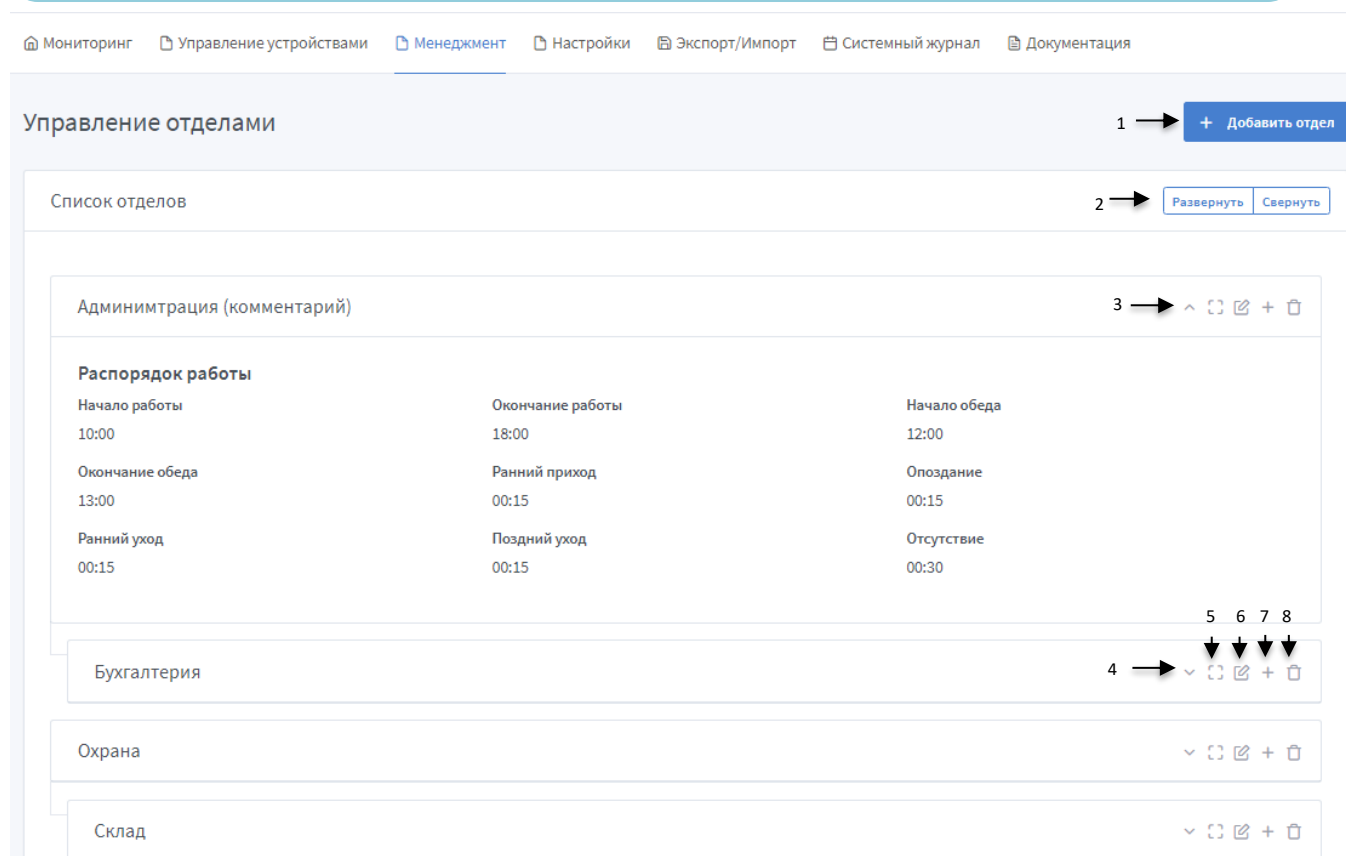 Мониторинг Управление устройствами Менеджмент Настройки Экспорт/Импорт Системный журнал Документация
Управление отделами 1 + Добавить отдел
Список отделов 2 Развернуть Свернуть
Админимтрация (комментарий) 3
Распорядок работы
Начало работы Окончание работы Начало обеда
10:00 18:00 12:00
Окончание обеда Ранний приход Опоздание
13:00 00:15 00:15
Ранний уход Поздний уход Отсутствие
00:15 00:15 00:30
5 6 7 8
Бухгалтерия 4
Охрана
Склад